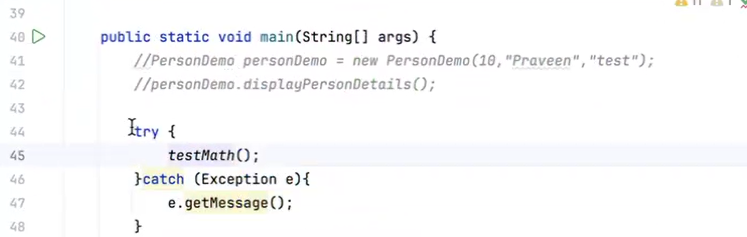 39
40 public static void main(String[] args) {
41 //PersonDemo personDemo = new PersonDemo(10,"Praveen","test");
42 //personDemo.displayPersonDetails();
43
44 try {
45 testMath();
46 }catch (Exception e){
47 e.getMessage();
48 }